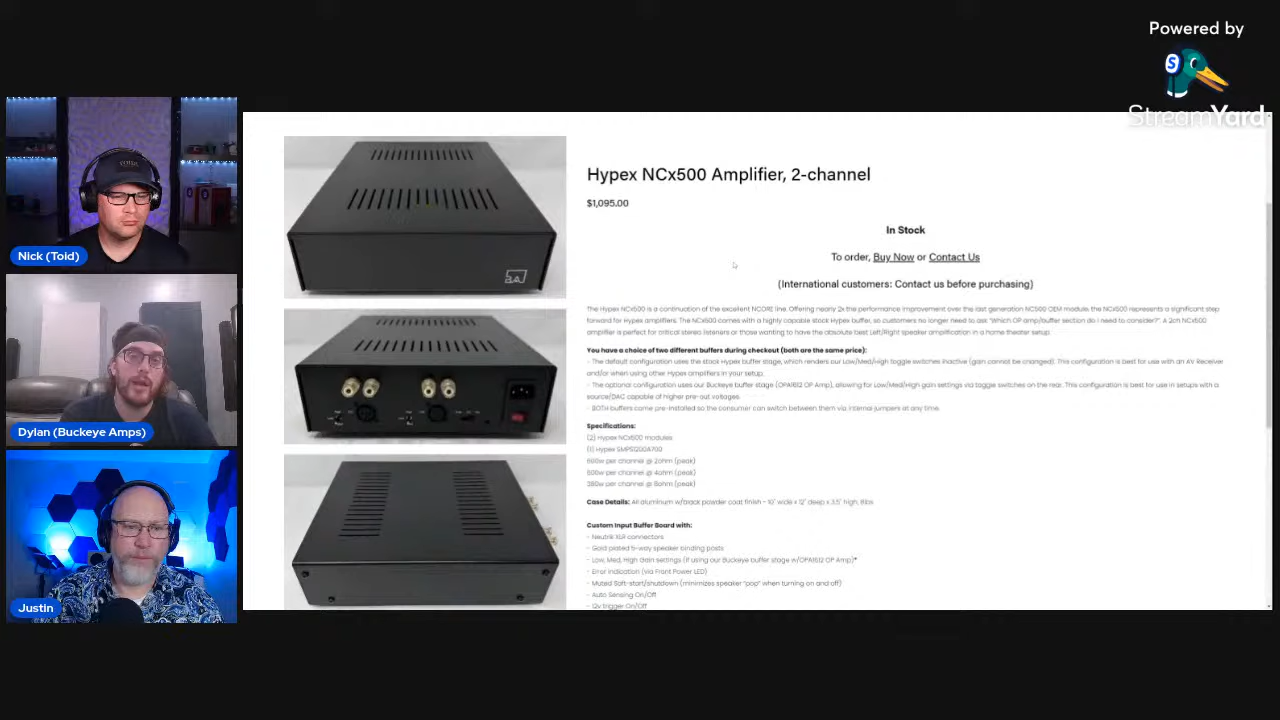 Powered by
S
StreamYard
Nick (Toid)
Dylan (Buckeye Amps)
Justin
Hypex NCx500 Amplifier, 2-channel
$1,095.00
In Stock
To order, Buy Now or Contact Us
(International customers: Contact us before purchasing)
The Hypex NCx500 is a continuation of the excellent NCORE line. Offering nearly 2x the performance improvement over the last generation NC500 OEM module, the NCx500 represents a significant step
forward for Hypex amplifiers. The NCx500 comes with a highly capable stock Hypex buffer, so customers no longer need to ask "Which OP amp/buffer section do I need to consider?". A 2ch NCx500
amplifier is perfect for critical stereo listeners or those wanting to have the absolute best Left/Right speaker amplification in a home theater setup.
You have a choice of two different buffers during checkout (both are the same price):
- The default configuration uses the stock Hypex buffer stage, which renders our Low/Med/High toggle switches inactive (gain cannot be changed). This configuration is best for use with an AV Receiver
and/or when using other Hypex amplifiers in your setup.
- The optional configuration uses our Buckeye buffer stage (OPA1612 OP Amp), allowing for Low/Med/High gain settings via toggle switches on the rear. This configuration is best for use in setups with a
source/DAC capable of higher pre-out voltages.
- BOTH buffers come pre-installed so the consumer can switch between them via internal jumpers at any time.
Specifications:
(2) Hypex NCx500 modules
(1) Hypex SMPS1200A700
600w per channel @ 2ohm (peak)
500w per channel @ 4ohm (peak)
380w per channel @ 8ohm (peak)
Case Details: All aluminum w/black powder coat finish - 10" wide x 12" deep x 3.5" high, 8lbs
Custom Input Buffer Board with:
- Neutrik XLR connectors
- Gold plated 5-way speaker binding posts
- Low, Med, High Gain settings (if using our Buckeye buffer stage w/OPA1612 OP Amp)*
- Error indication (via Front Power LED)
- Muted Soft-start/shutdown (minimizes speaker "pop" when turning on and off)
- Auto Sensing On/Off
- 12v trigger On/Off